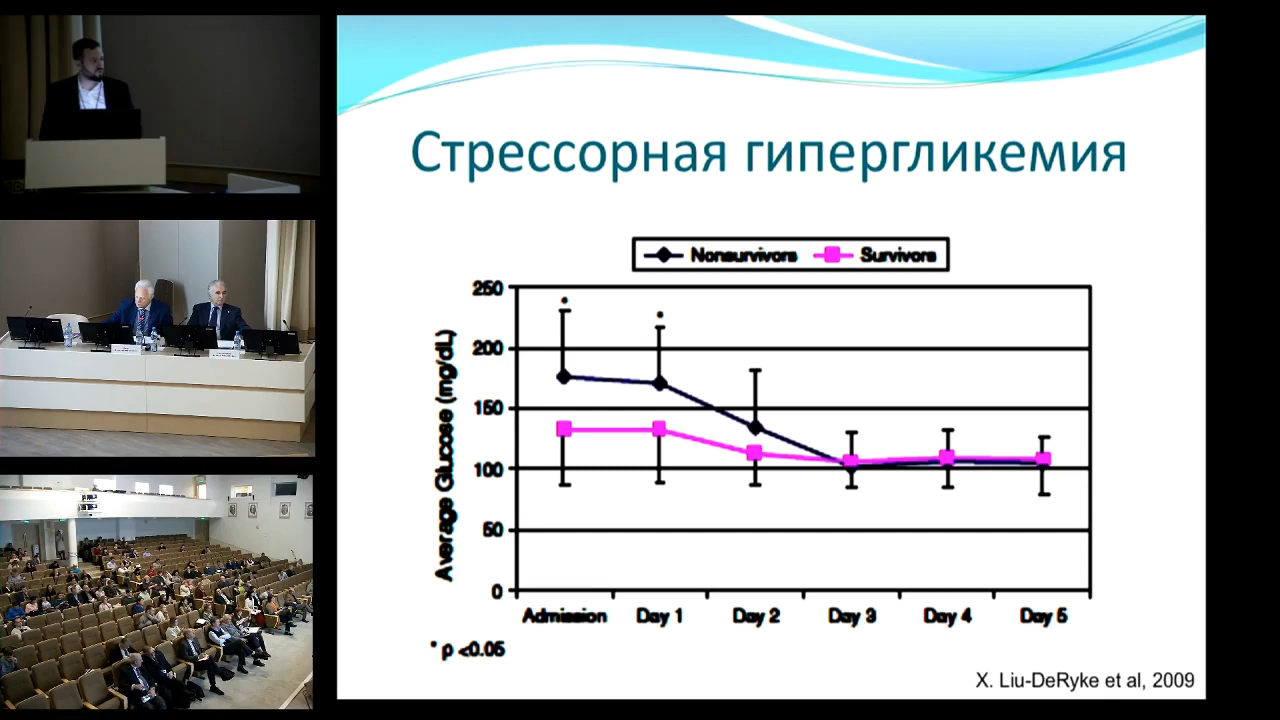 Стрессорная гипергликемия
Nonsurvivors Survivors
Average Glucose (mg/dL)
250
200
150
100
50
0
Admission Day 1 Day 2 Day 3 Day 4 Day 5
* p <0.05
X. Liu-DeRyke et al, 2009